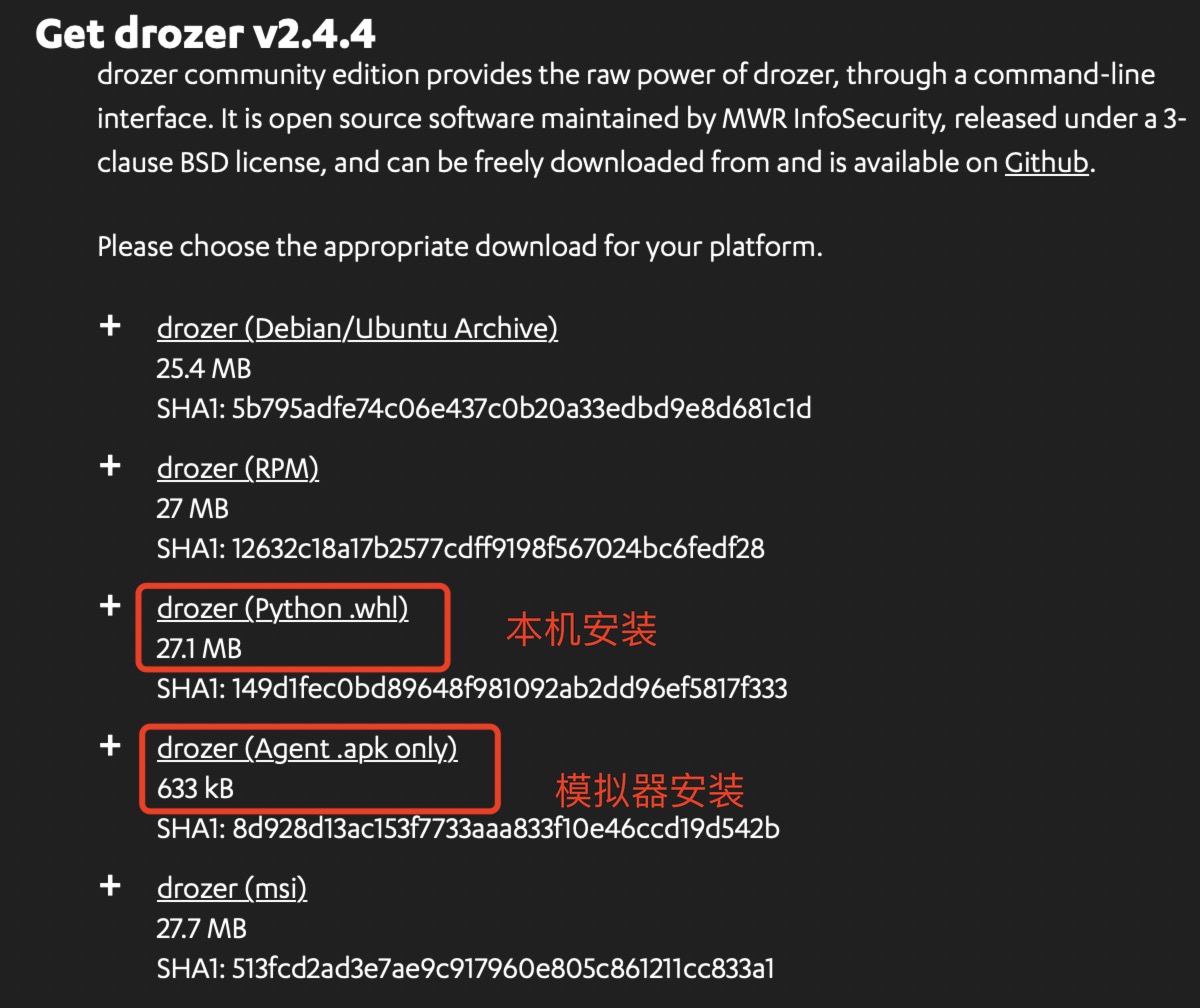 Get drozer v2.4.4
drozer community edition provides the raw power of drozer, through a command-line
interface. It is open source software maintained by MWR InfoSecurity, released under a 3-
clause BSD license, and can be freely downloaded from and is available on Github.
Please choose the appropriate download for your platform.
+ drozer (Debian/Ubuntu Archive)
25.4 MB
SHA1: 5b795adfe74c06e437c0b20a33edbd9e8d681c1d
+ drozer (RPM)
27 MB
SHA1: 12632c18a17b2577cdff9198f567024bc6fedf28
+ drozer (Python .whl)
本机安装
27.1 MB
SHA1: 149d1fec0bd89648f981092ab2dd96ef5817f333
+ drozer (Agent .apk only)
模拟器安装
633 kB
SHA1: 8d928d13ac153f7733aaa833f10e46ccd19d542b
+ drozer (msi)
27.7 MB
SHA1: 513fcd2ad3e7ae9c917960e805c861211cc833a1